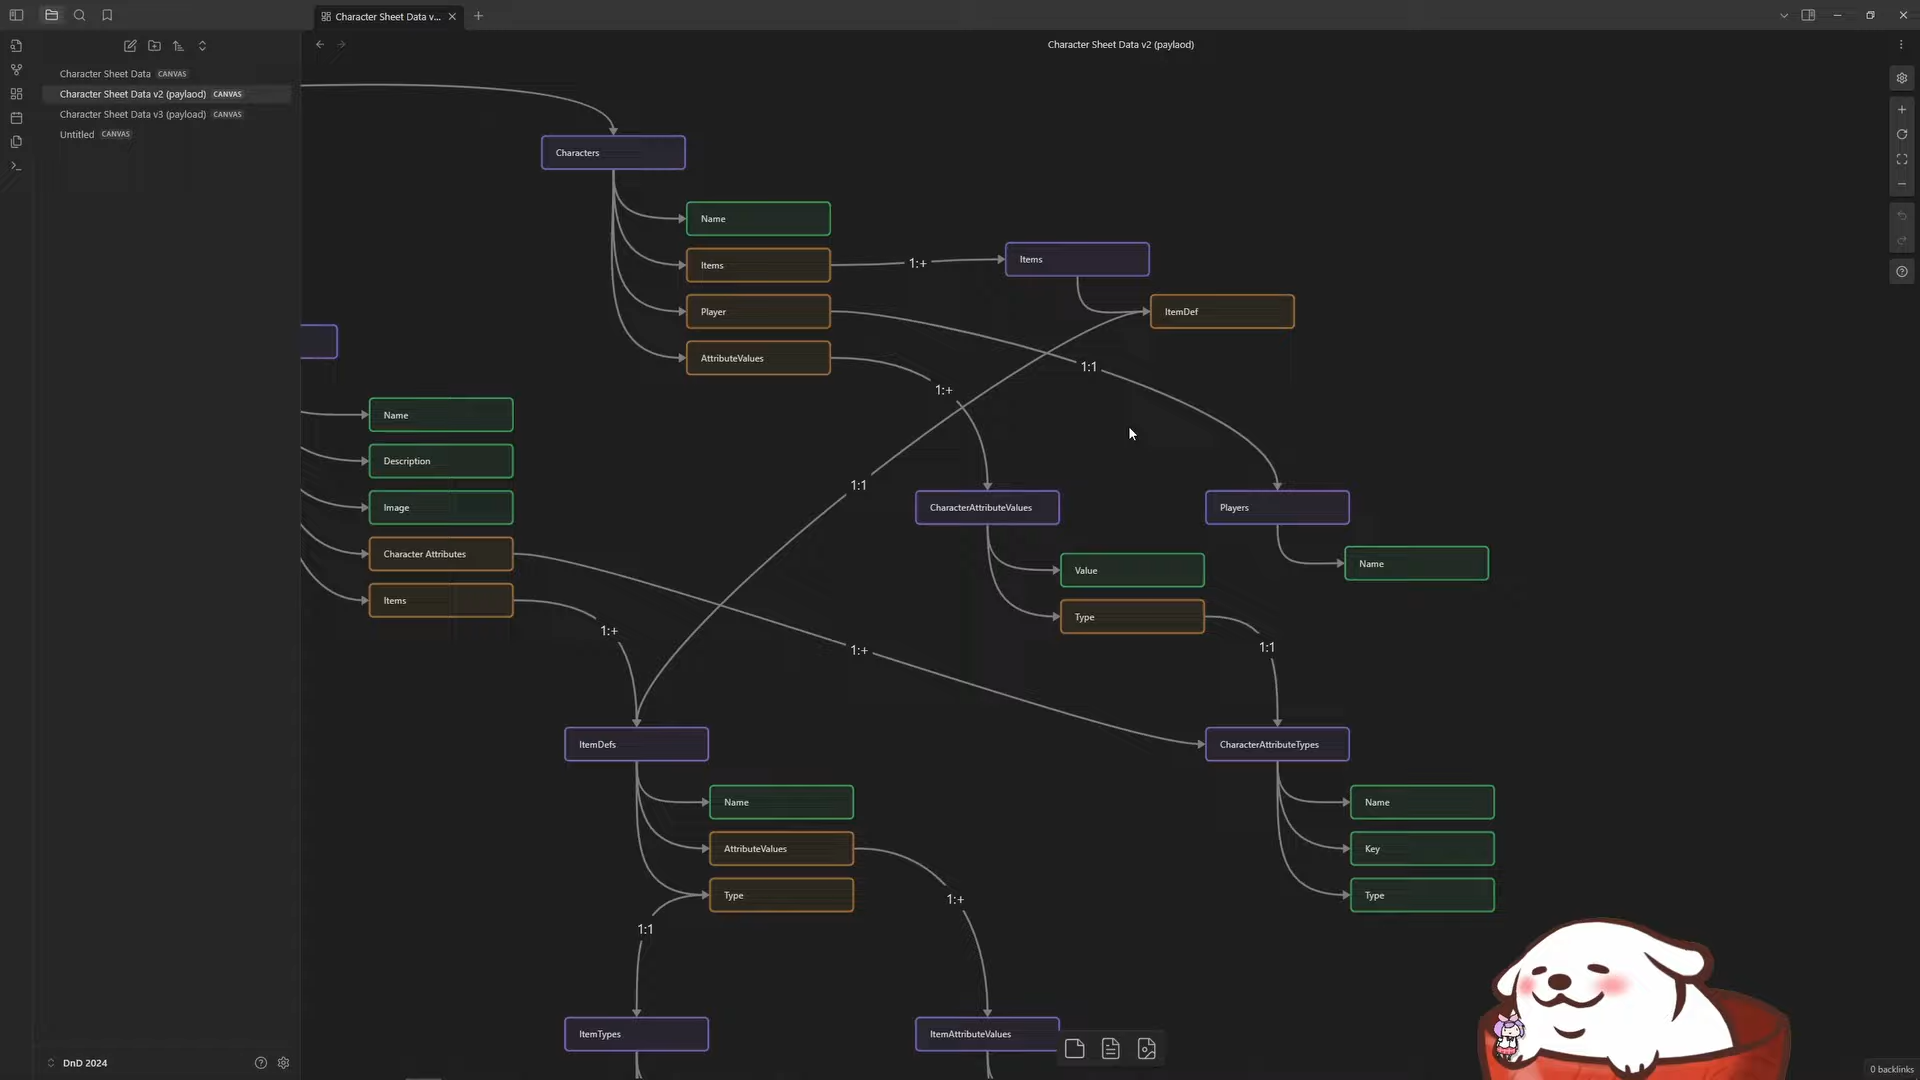 Character Sheet Data v...
Character Sheet Data v2 (paylaod)
Character Sheet Data CANVAS
Character Sheet Data v2 (paylaod) CANVAS
Character Sheet Data v3 (payload) CANVAS
Untitled CANVAS
Characters
Name
Items
1:+
Items
Player
ItemDef
AttributeValues
1:1
1:+
Name
Description
1:1
Image
CharacterAttributeValues
Players
Character Attributes
Name
Value
Items
Type
1:+
1:1
1:+
ItemDefs
CharacterAttributeTypes
Name
Name
AttributeValues
Key
Type
Type
1:+
1:1
ItemTypes
ItemAttributeValues
DnD 2024
0 backlinks